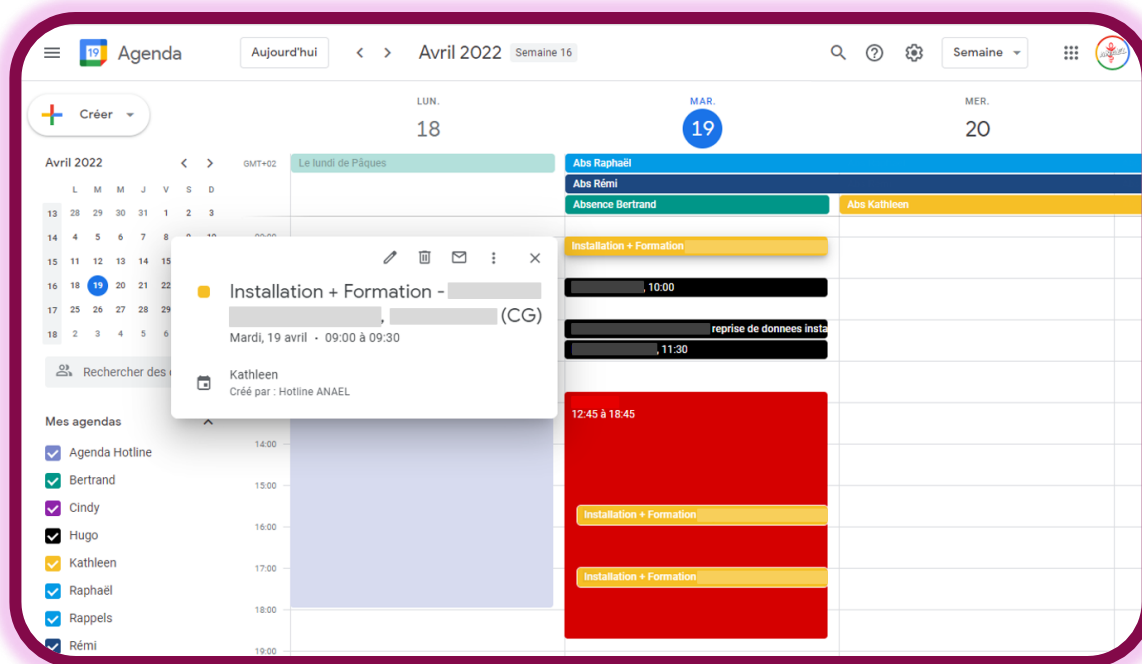 19 Agenda Aujourd'hui Avril 2022 Semaine 16 Semaine
ANAEL
Créer
LUN. MAR. MER.
18 19 20
Avril 2022
L M M J V S D
13 28 29 30 31 1 2 3
14 4 5 6 7 8 9 10
15 11 12 13 14 15
16 18 19 20 21 22
17 25 26 27 28 29
18 2 3 4 5 6
Rechercher des
Mes agendas
Agenda Hotline
Bertrand
Cindy
Hugo
Kathleen
Raphaël
Rappels
Rémi
GMT+02 Le lundi de Pâques Abs Raphaël
Abs Rémi
Absence Bertrand Abs Kathleen
Installation + Formation
, 10:00
reprise de donnees insta
, 11:30
12:45 à 18:45
Installation + Formation
Installation + Formation
14:00
15:00
16:00
17:00
18:00
19:00
Installation + Formation -
, (CG)
Mardi, 19 avril · 09:00 à 09:30
Kathleen
Créé par : Hotline ANAEL